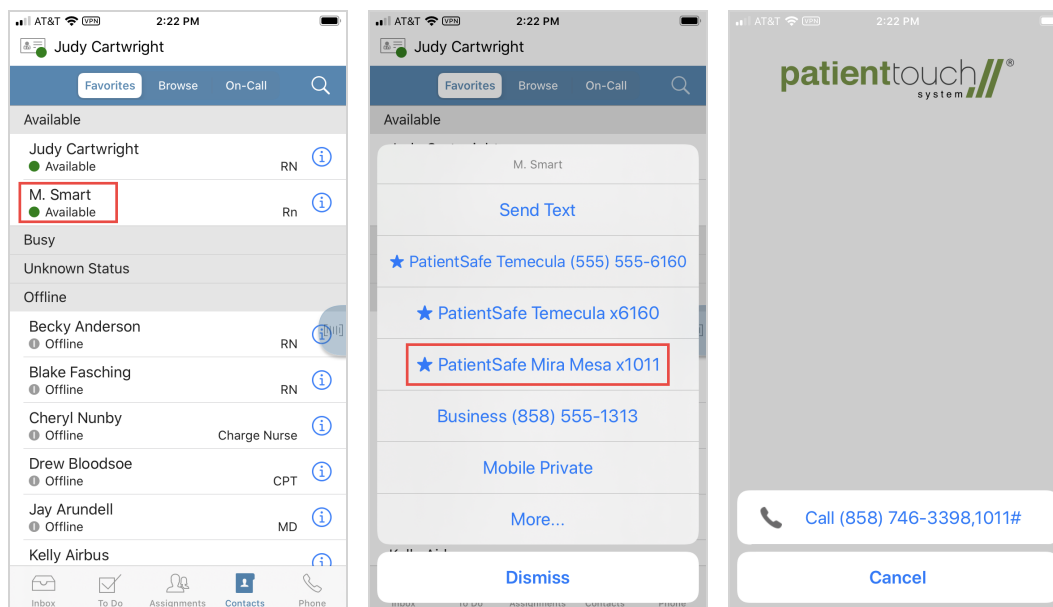 AT&T VPN 2:22 PM
Judy Cartwright
Favorites Browse On-Call
Available
Judy Cartwright
Available RN
M. Smart
Available Rn
Busy
Unknown Status
Offline
Becky Anderson
Offline RN
Blake Fasching
Offline RN
Cheryl Nunby
Offline Charge Nurse
Drew Bloodsoe
Offline CPT
Jay Arundell
Offline MD
Kelly Airbus
Inbox To Do Assignments Contacts Phone
AT&T VPN 2:22 PM
Judy Cartwright
Favorites Browse On-Call
Available
M. Smart
Send Text
★ PatientSafe Temecula (555) 555-6160
★ PatientSafe Temecula x6160
★ PatientSafe Mira Mesa x1011
Business (858) 555-1313
Mobile Private
More...
Dismiss
AT&T VPN 2:22 PM
patienttouch®
system
Call (858) 746-3398,1011#
Cancel